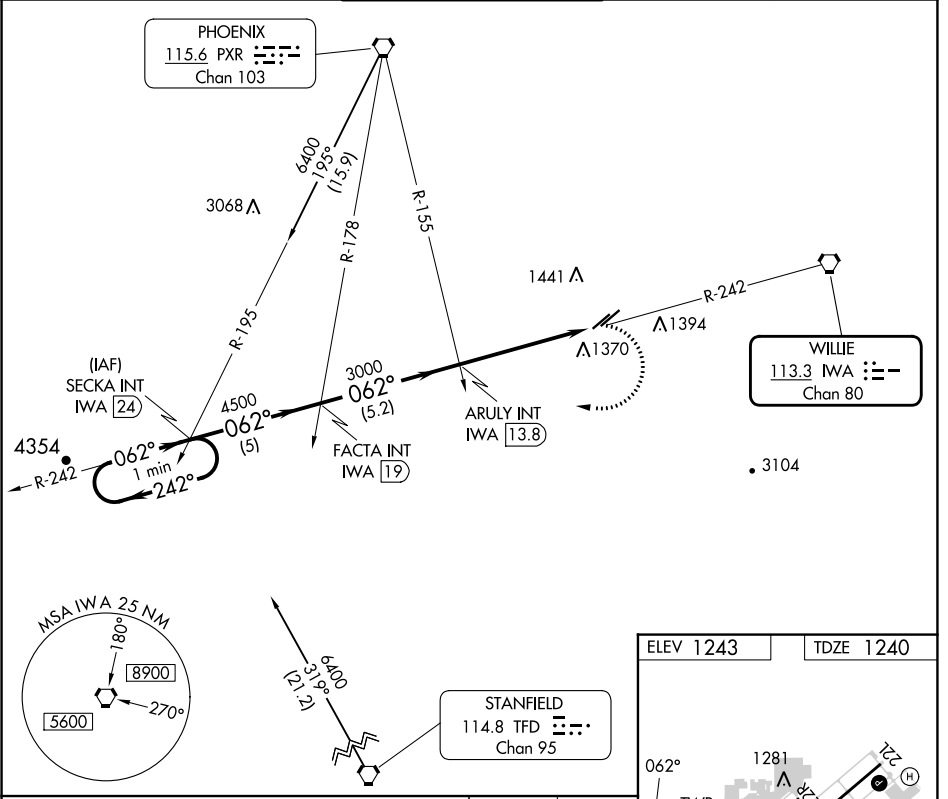 PHOENIX
115.6 PXR
Chan 103
6400
195°
(15.9)
3068
R-178
R-155
1441
R-242
1394
1370
WILLIE
113.3 IWA
Chan 80
R-195
(IAF)
SECKA INT
IWA 24
3000
062°
(5.2)
4500
062°
(5)
ARULY INT
IWA 13.8
FACTA INT
IWA 19
4354
R-242
062°
1 min
242°
3104
MSA IWA 25 NM
180°
8900
270°
5600
6400
319°
(21.2)
STANFIELD
114.8 TFD
Chan 95
ELEV 1243
TDZE 1240
062°
1281
22L
P
H